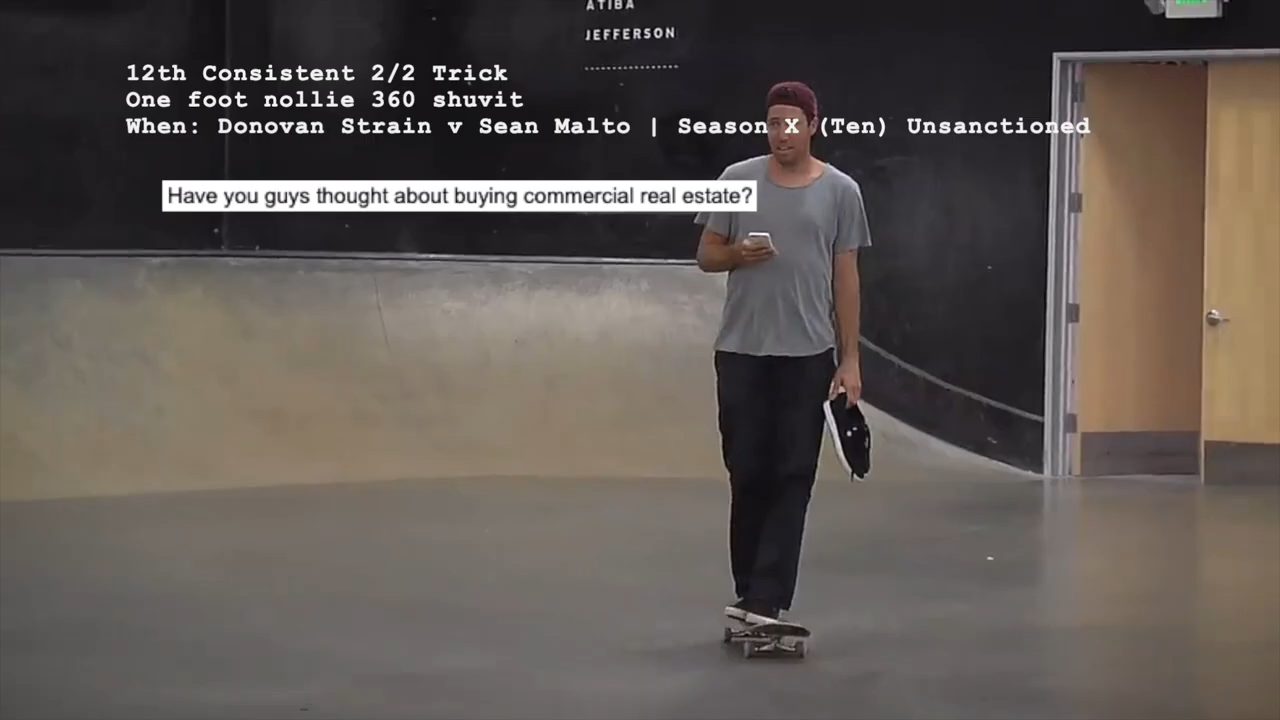 ATIBA
JEFFERSON
12th Consistent 2/2 Trick
One foot nollie 360 shuvit
When: Donovan Strain v Sean Malto | Season X (Ten) Unsanctioned
Have you guys thought about buying commercial real estate?